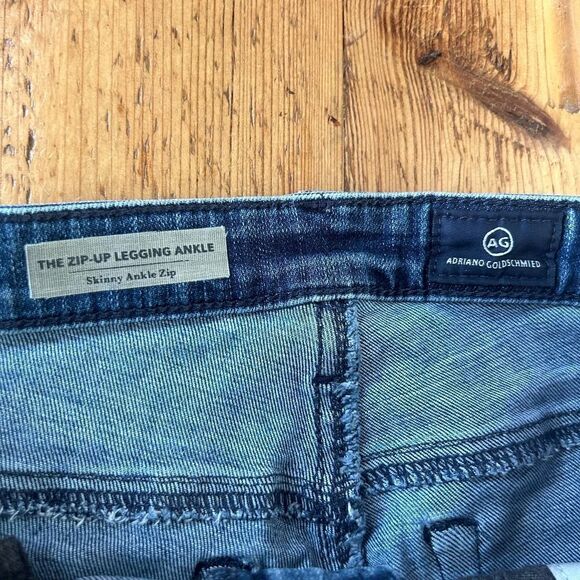 THE ZIP-UP LEGGING ANKLE
Skinny Ankle Zip
AG
ADRIANO GOLDSCHMIED